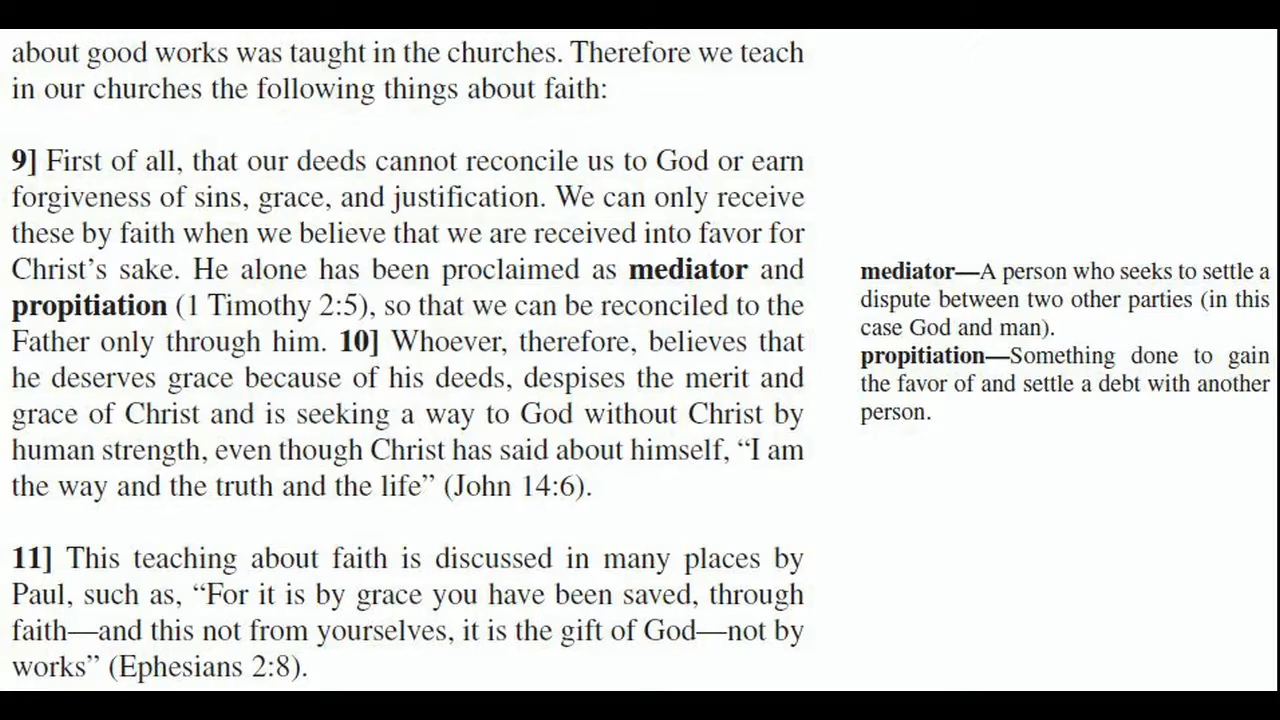 about good works was taught in the churches. Therefore we teach
in our churches the following things about faith:
9] First of all, that our deeds cannot reconcile us to God or earn
forgiveness of sins, grace, and justification. We can only receive
these by faith when we believe that we are received into favor for
Christ’s sake. He alone has been proclaimed as mediator and
propitiation (1 Timothy 2:5), so that we can be reconciled to the
Father only through him. 10] Whoever, therefore, believes that
he deserves grace because of his deeds, despises the merit and
grace of Christ and is seeking a way to God without Christ by
human strength, even though Christ has said about himself, “I am
the way and the truth and the life” (John 14:6).
11] This teaching about faith is discussed in many places by
Paul, such as, “For it is by grace you have been saved, through
faith—and this not from yourselves, it is the gift of God—not by
works” (Ephesians 2:8).
mediator—A person who seeks to settle a
dispute between two other parties (in this
case God and man).
propitiation—Something done to gain
the favor of and settle a debt with another
person.